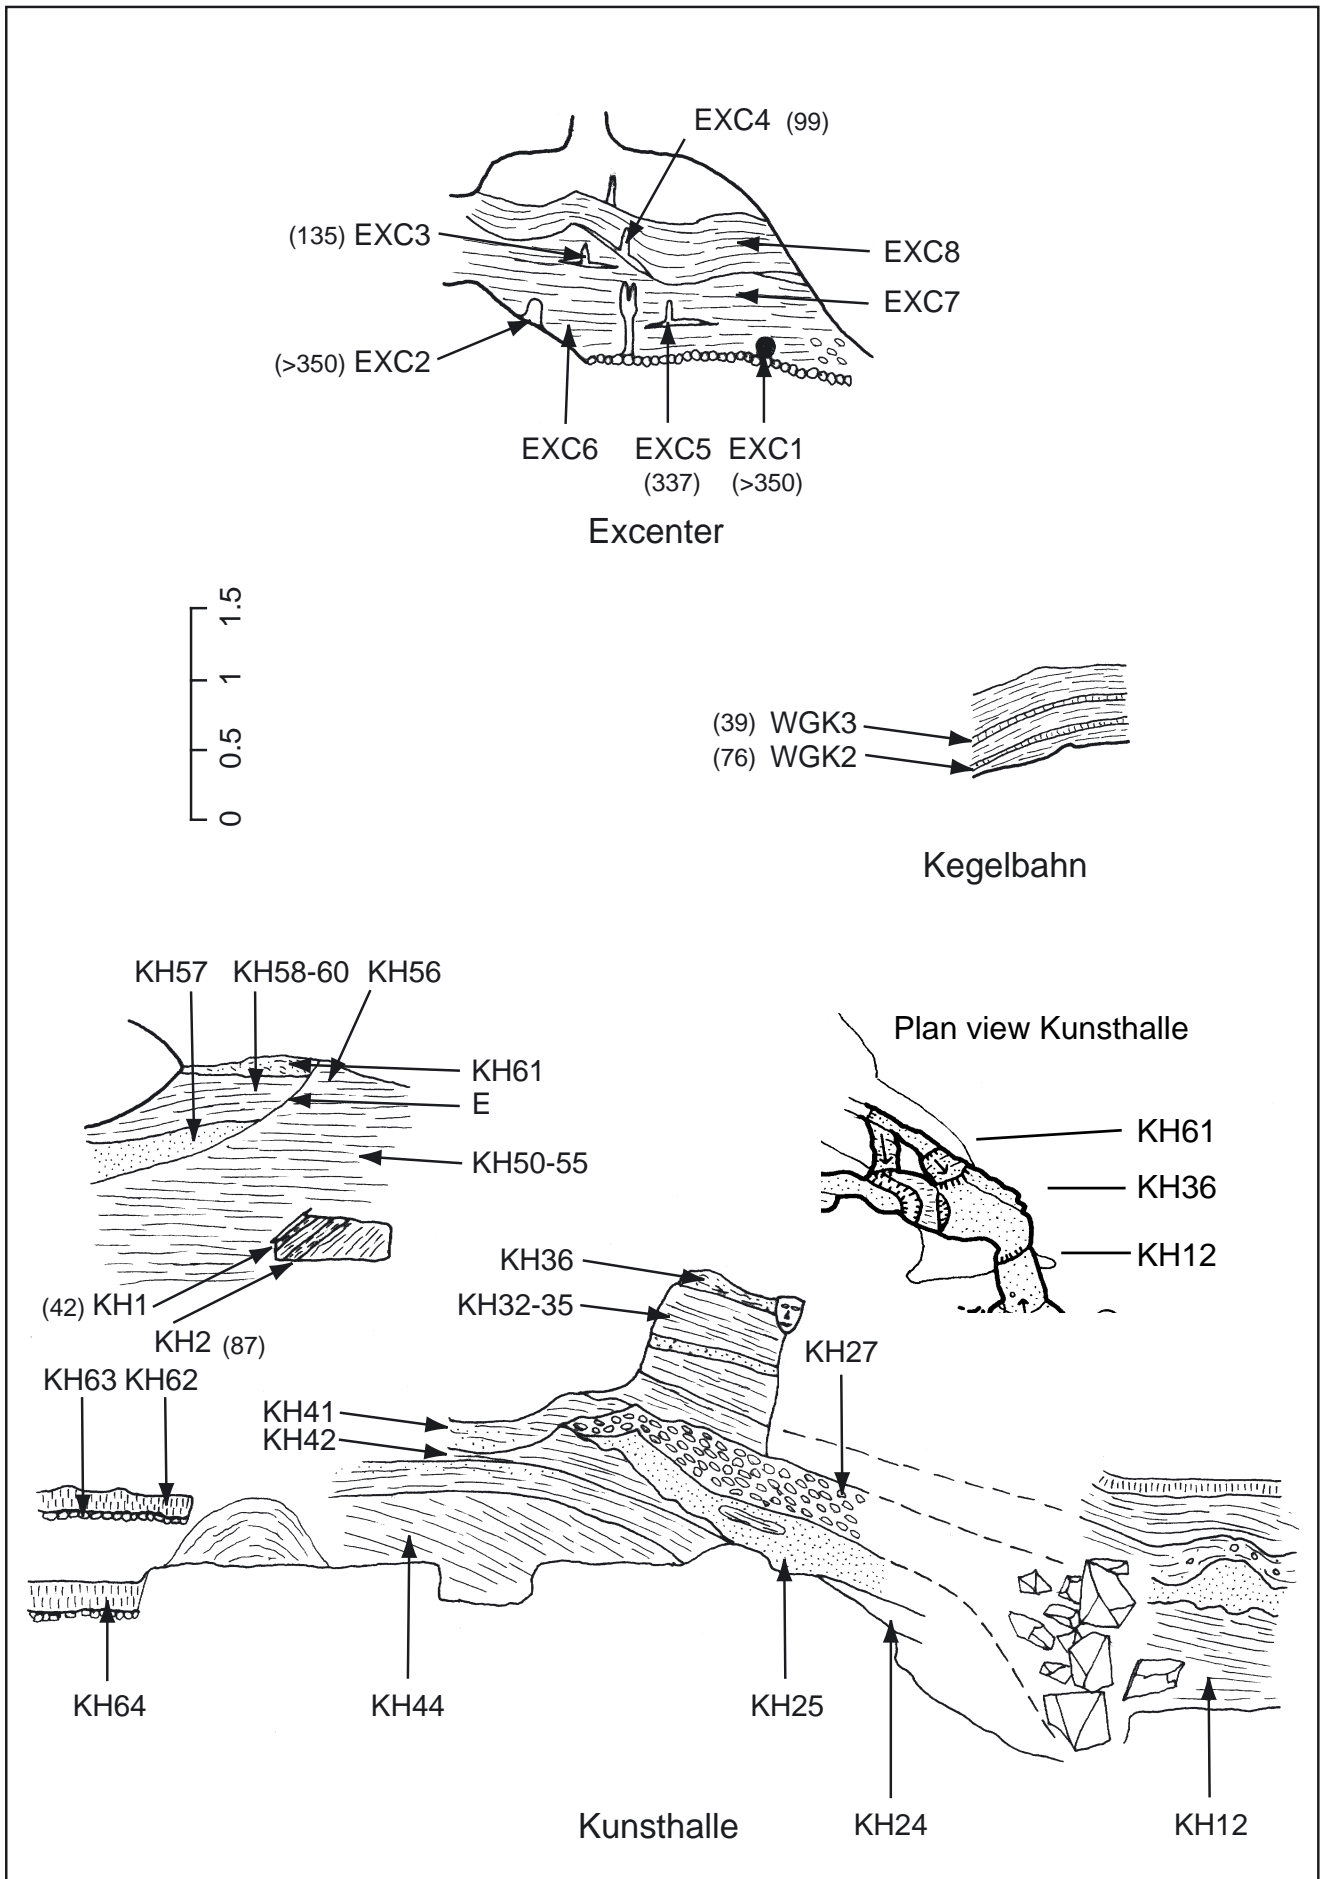 EXC4 (99)
(135) EXC3
EXC8
EXC7
(>350) EXC2
EXC6 EXC5 EXC1
(337) (>350)
Excenter
1.5
1
0.5
0
(39) WGK3
(76) WGK2
Kegelbahn
KH57 KH58-60 KH56
Plan view Kunsthalle
KH61
E
KH50-55
KH61
KH36
KH12
(42) KH1
KH2 (87)
KH36
KH32-35
KH27
KH63 KH62
KH41
KH42
KH64
KH44
KH25
Kunsthalle
KH24
KH12